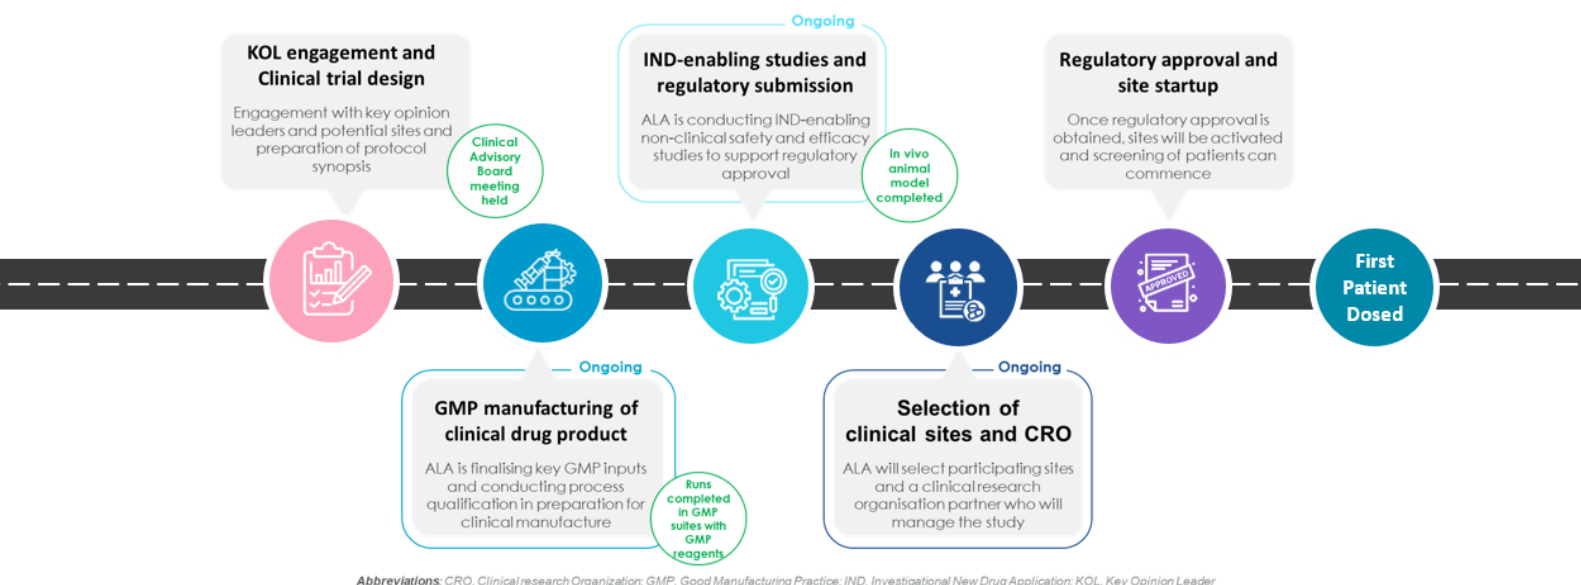 KOL engagement and
Clinical trial design
Engagement with key opinion
leaders and potential sites and
preparation of protocol
synopsis
Clinical
Advisory
Board
meeting
held
Ongoing
IND-enabling studies and
regulatory submission
ALA is conducting IND-enabling
non-clinical safety and efficacy
studies to support regulatory
approval
In vivo
animal
model
completed
Regulatory approval and
site startup
Once regulatory approval is
obtained, sites will be activated
and screening of patients can
commence
APPROVED
First
Patient
Dosed
Ongoing
GMP manufacturing of
clinical drug product
ALA is finalising key GMP inputs
and conducting process
qualification in preparation for
clinical manufacture
Runs
completed
in GMP
suites with
GMP
reagents
Ongoing
Selection of
clinical sites and CRO
ALA will select participating sites
and a clinical research
organisation partner who will
manage the study
Abbreviations: CRO, Clinical research Organization; GMP, Good Manufacturing Practice; IND, Investigational New Drug Application; KOL, Key Opinion Leader